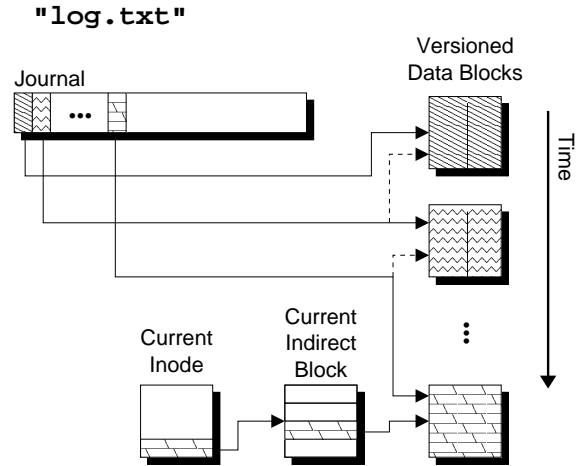 "log.txt"
Journal
Versioned
Data Blocks
Time
Current
Inode
Current
Indirect
Block